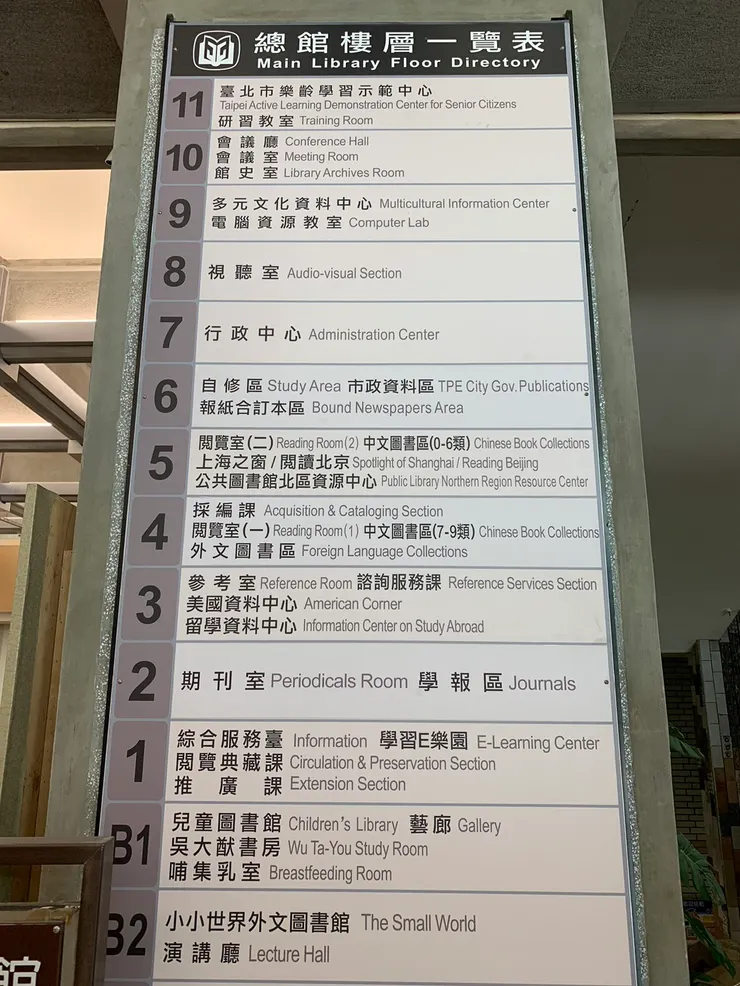 總館樓層一覽表
Main Library Floor Directory
11
臺北市樂齡學習示範中心
Taipei Active Learning Demonstration Center for Senior Citizens
研習教室 Training Room
10
會議廳 Conference Hall
會議室 Meeting Room
館史室 Library Archives Room
9
多元文化資料中心 Multicultural Information Center
電腦資源教室 Computer Lab
8
視聽室 Audio-visual Section
7
行政中心 Administration Center
6
自修區 Study Area 市政資料區 TPE City Gov. Publications
報紙合訂本區 Bound Newspapers Area
5
閱覽室(二) Reading Room(2) 中文圖書區(0-6類) Chinese Book Collections
上海之窗/閱讀北京 Spotlight of Shanghai / Reading Beijing
公共圖書館北區資源中心 Public Library Northern Region Resource Center
4
採編課 Acquisition & Cataloging Section
閱覽室(一) Reading Room(1) 中文圖書區(7-9類) Chinese Book Collections
外文圖書區 Foreign Language Collections
3
參考室 Reference Room 諮詢服務課 Reference Services Section
美國資料中心 American Corner
留學資料中心 Information Center on Study Abroad
2
期刊室 Periodicals Room 學報區 Journals
1
綜合服務臺 Information 學習E樂園 E-Learning Center
閱覽典藏課 Circulation & Preservation Section
推廣課 Extension Section
B1
兒童圖書館 Children's Library 藝廊 Gallery
吳大猷書房 Wu Ta-You Study Room
哺集乳室 Breastfeeding Room
B2
小小世界外文圖書館 The Small World
演講廳 Lecture Hall
館